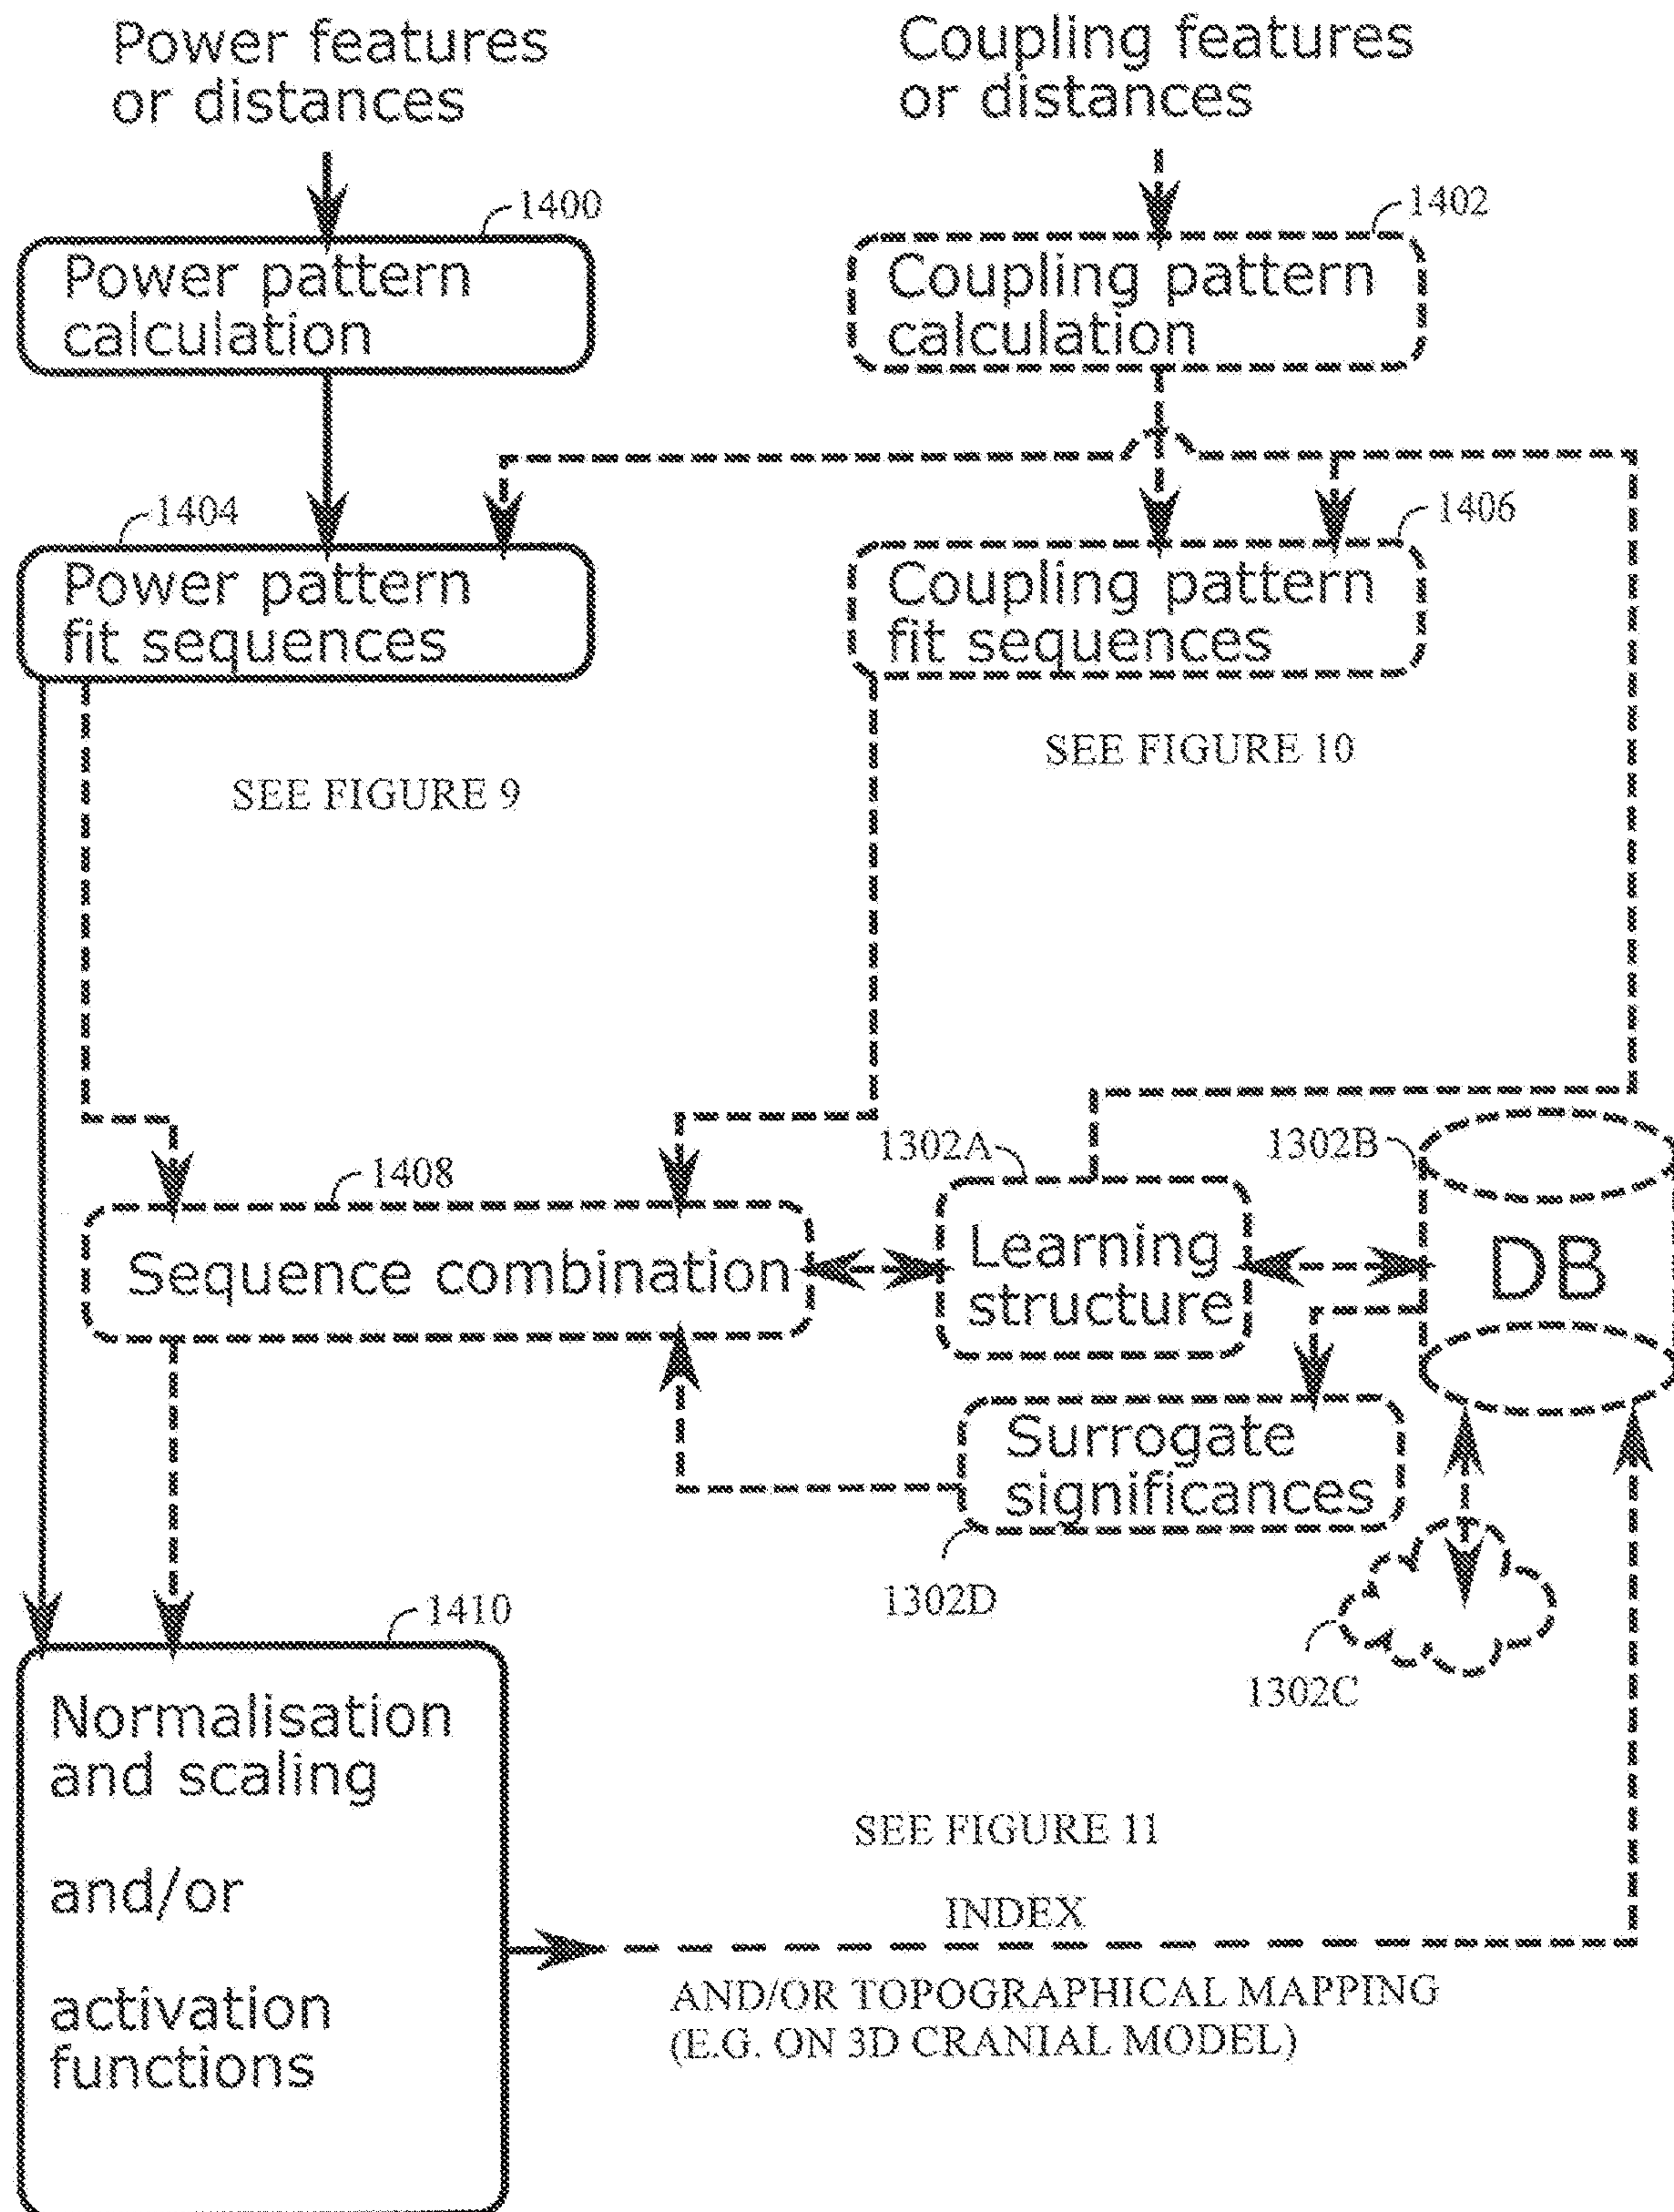 Power features
or distances
Coupling features
or distances
1400
1402
Power pattern
calculation
Coupling pattern
calculation
1404
1406
Power pattern
fit sequences
Coupling pattern
fit sequences
SEE FIGURE 9
SEE FIGURE 10
1302A
1302B
1408
Sequence combination
Learning
structure
DB
Surrogate
significances
1302D
1302C
1410
Normalisation
and scaling
and/or
activation
functions
SEE FIGURE 11
INDEX
AND/OR TOPOGRAPHICAL MAPPING
(E.G. ON 3D CRANIAL MODEL)